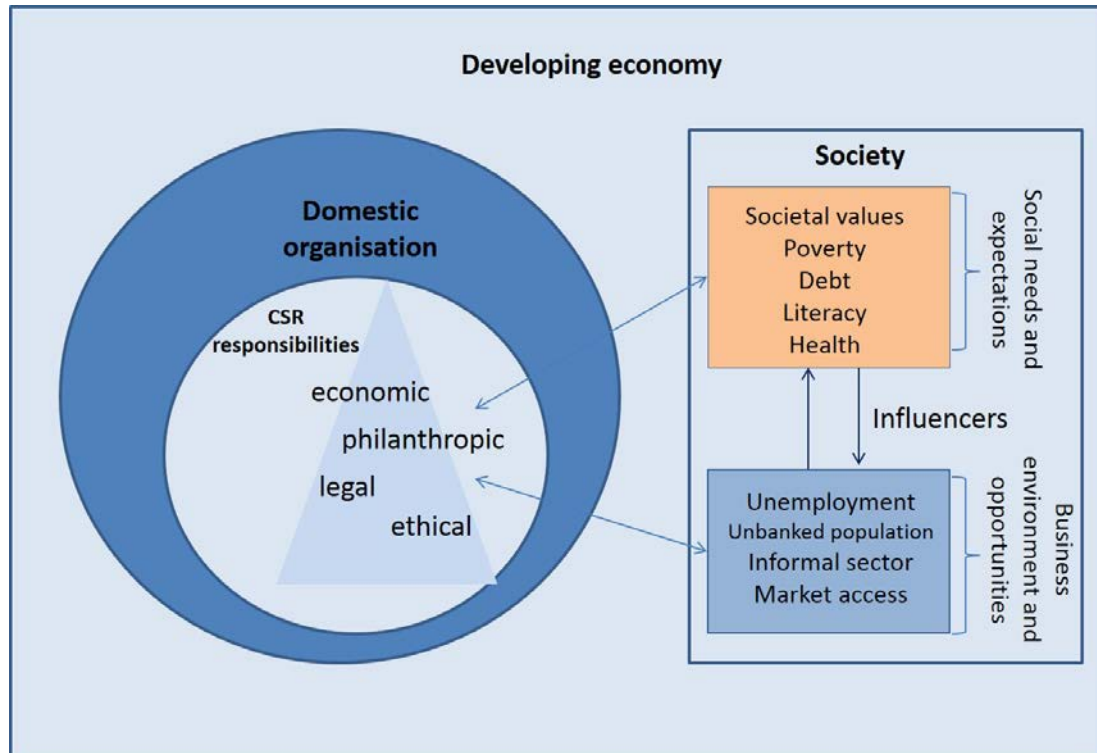 Developing economy
Domestic
organisation
CSR
responsibilities
economic
philanthropic
legal
ethical
Society
Societal values
Poverty
Debt
Literacy
Health
Social needs and
expectations
Influencers
Unemployment
Unbanked population
Informal sector
Market access
Business
environment and
opportunities